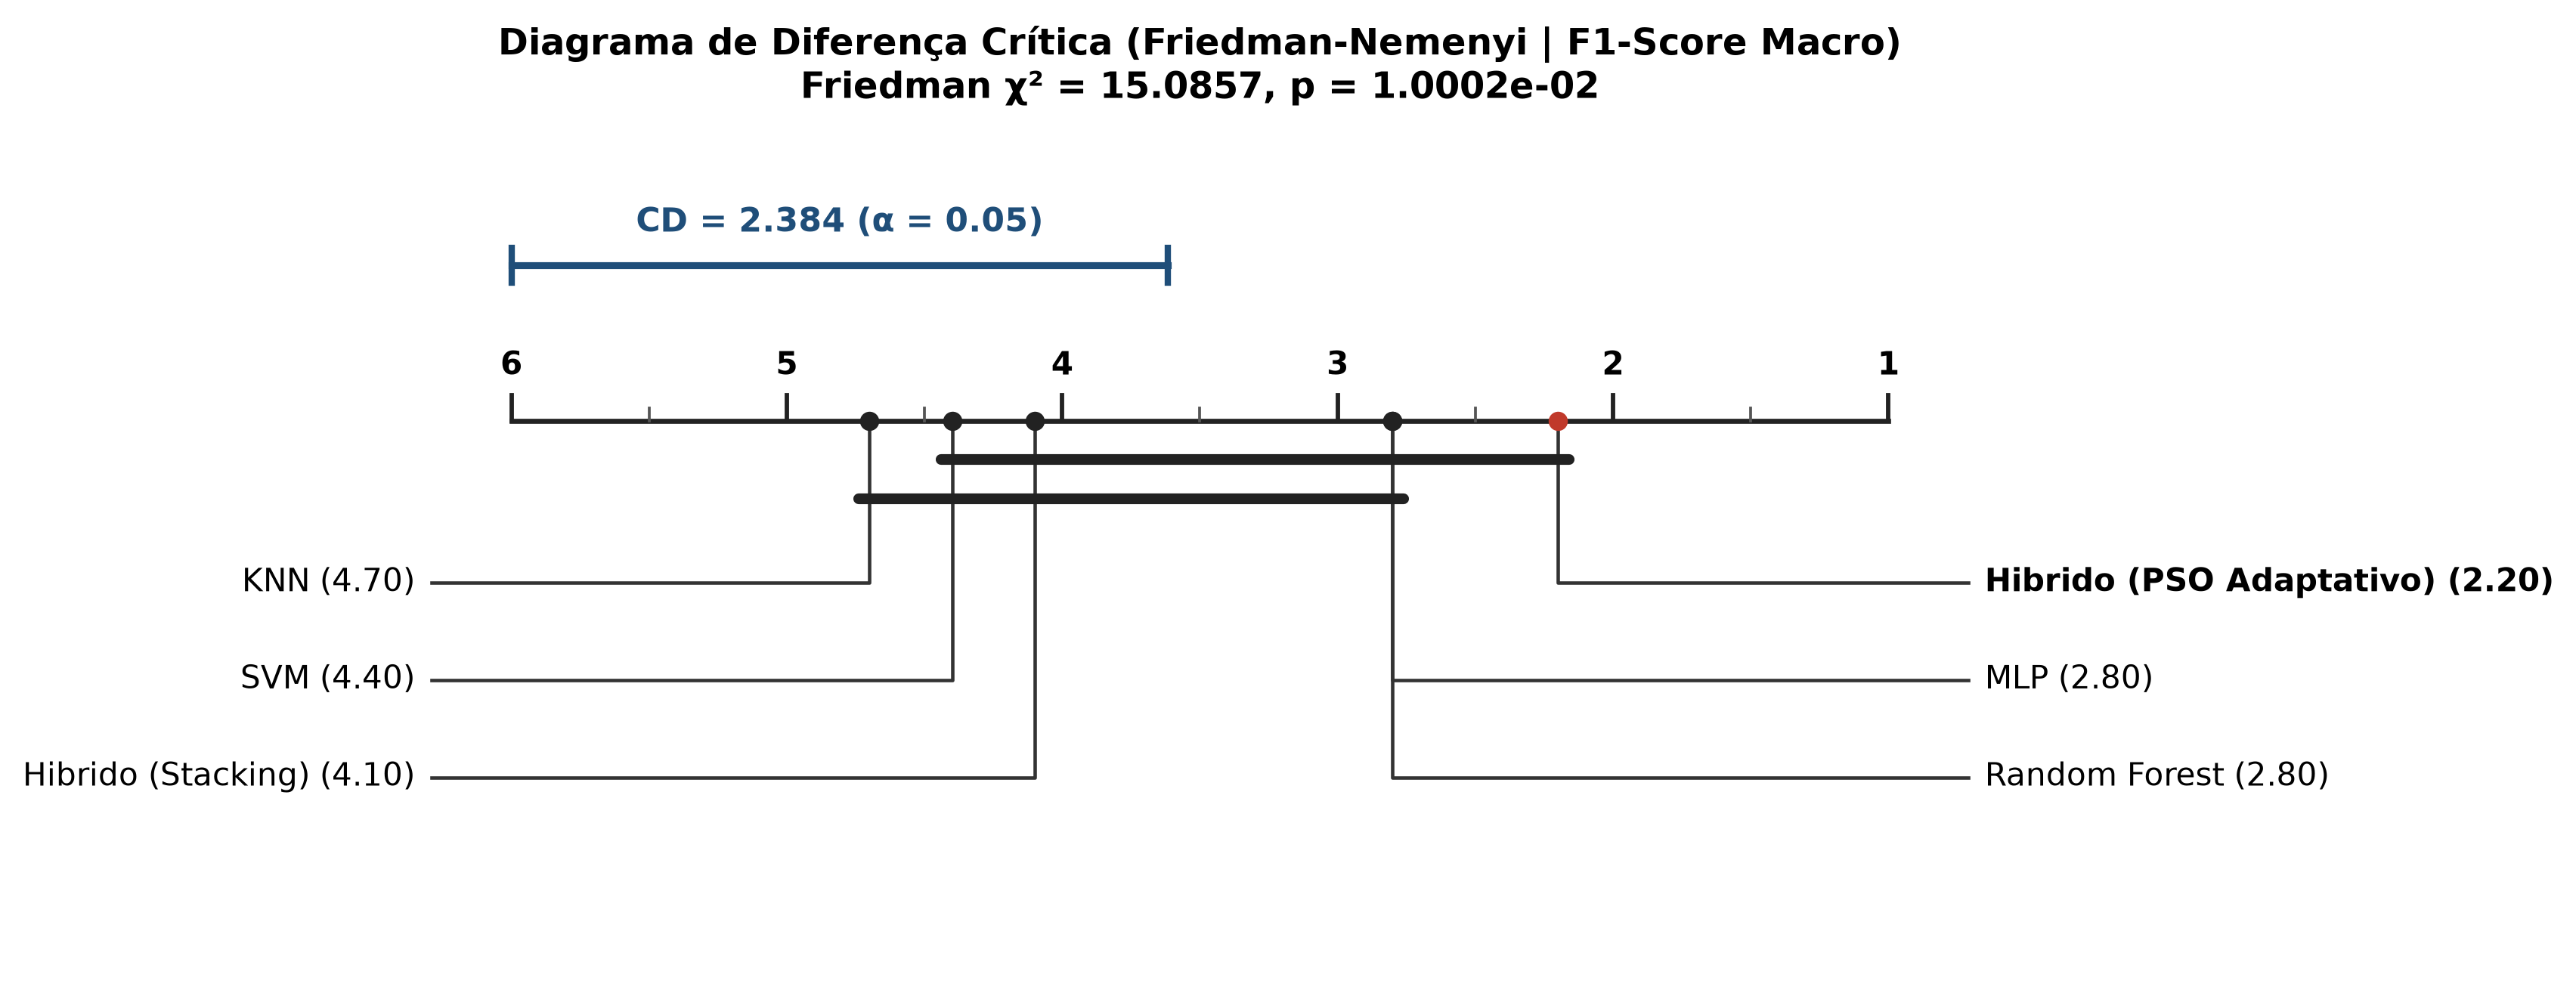 Diagrama de Diferença Crítica (Friedman-Nemenyi | F1-Score Macro)
Friedman χ² = 15.0857, p = 1.0002e-02
CD = 2.384 (α = 0.05)
6 5 4 3 2 1
KNN (4.70)
Hibrido (PSO Adaptativo) (2.20)
SVM (4.40)
MLP (2.80)
Hibrido (Stacking) (4.10)
Random Forest (2.80)